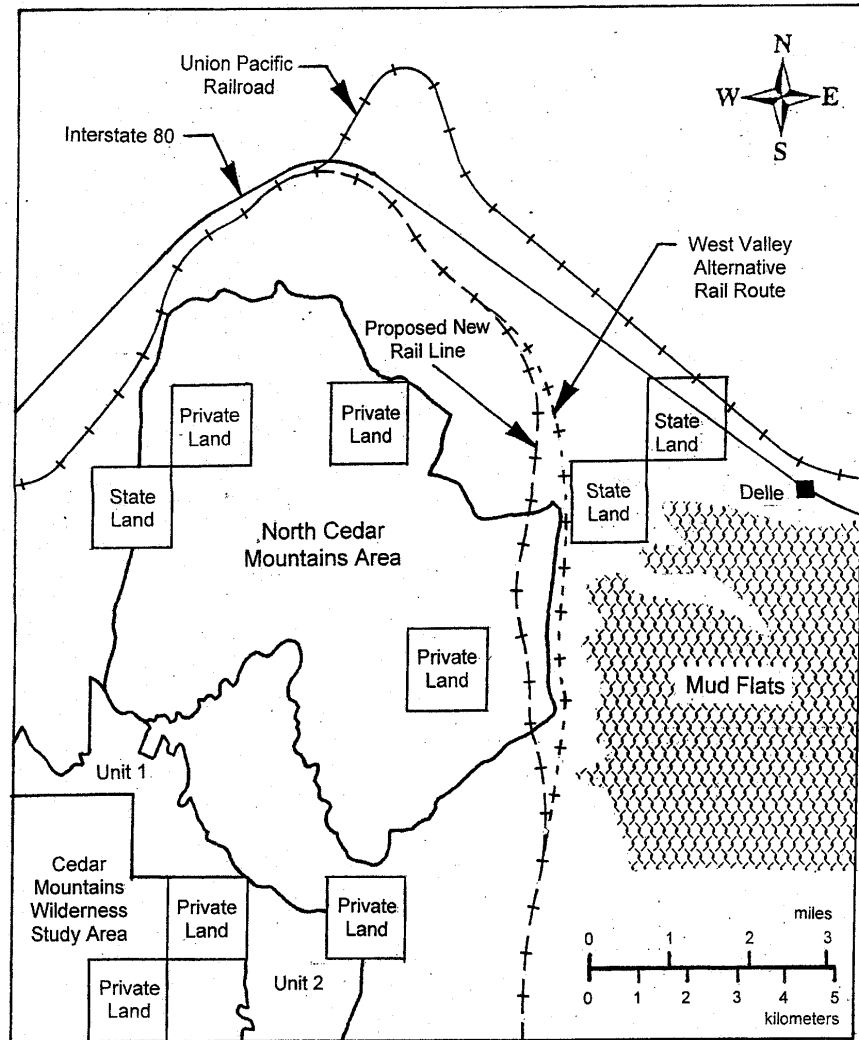 N
W E
S
Union Pacific
Railroad
Interstate 80
West Valley
Alternative
Rail Route
Proposed New
Rail Line
Private
Land
Private
Land
State
Land
State
Land
State
Land
Delle
North Cedar
Mountains Area
Private
Land
Mud Flats
Unit 1
Cedar
Mountains
Wilderness
Study Area
Private
Land
Private
Land
Private
Land
Unit 2
miles
0 1 2 3
0 1 2 3 4 5
kilometers